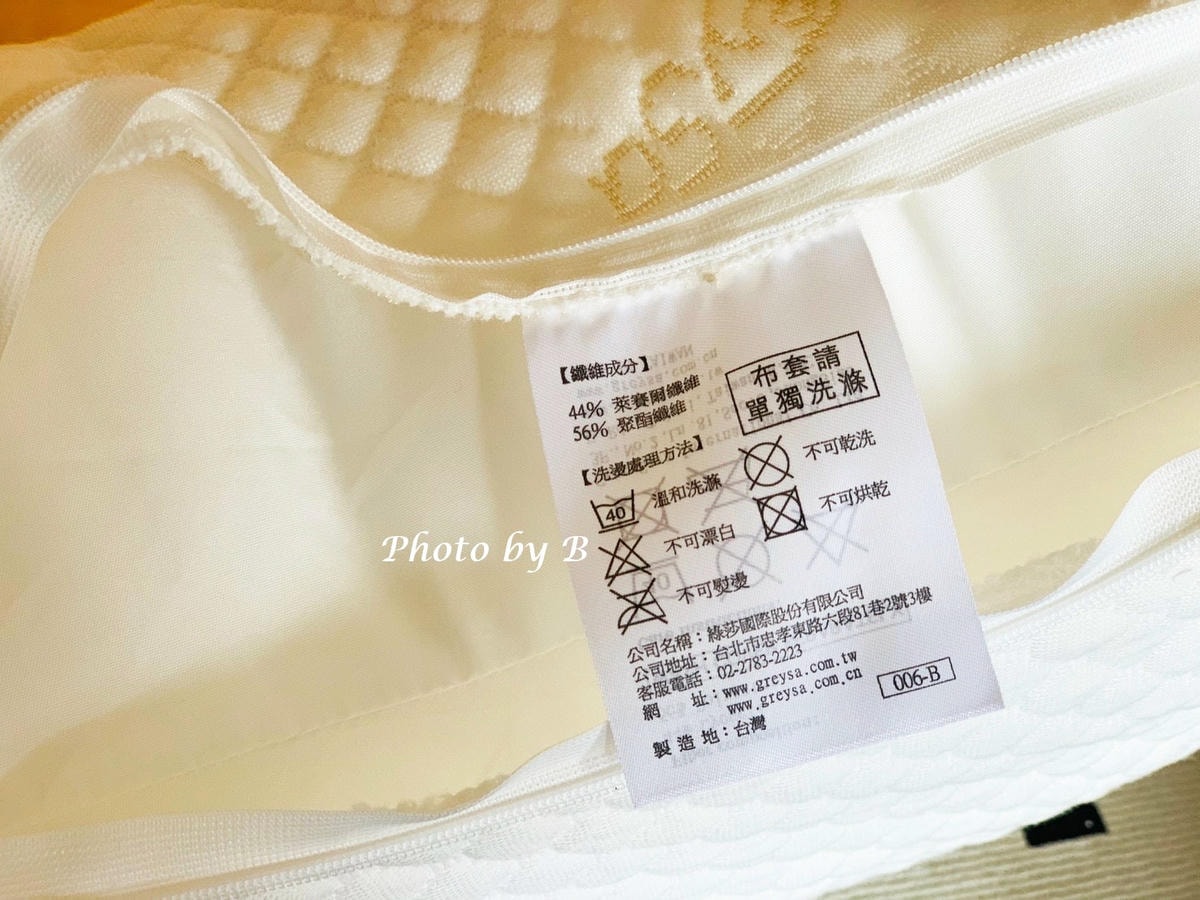 【纖維成分】
44% 萊賽爾纖維
56% 聚酯纖維
布套請
單獨洗滌
【洗燙處理方法】
40
溫和洗滌
不可乾洗
不可漂白
不可烘乾
不可熨燙
公司名稱：綠莎國際股份有限公司
公司地址：台北市忠孝東路六段81巷2號3樓
客服電話：02-2783-2223
網 址：www.greysa.com.tw
www.greysa.com.cn
006-B
製 造 地：台灣
Photo by B